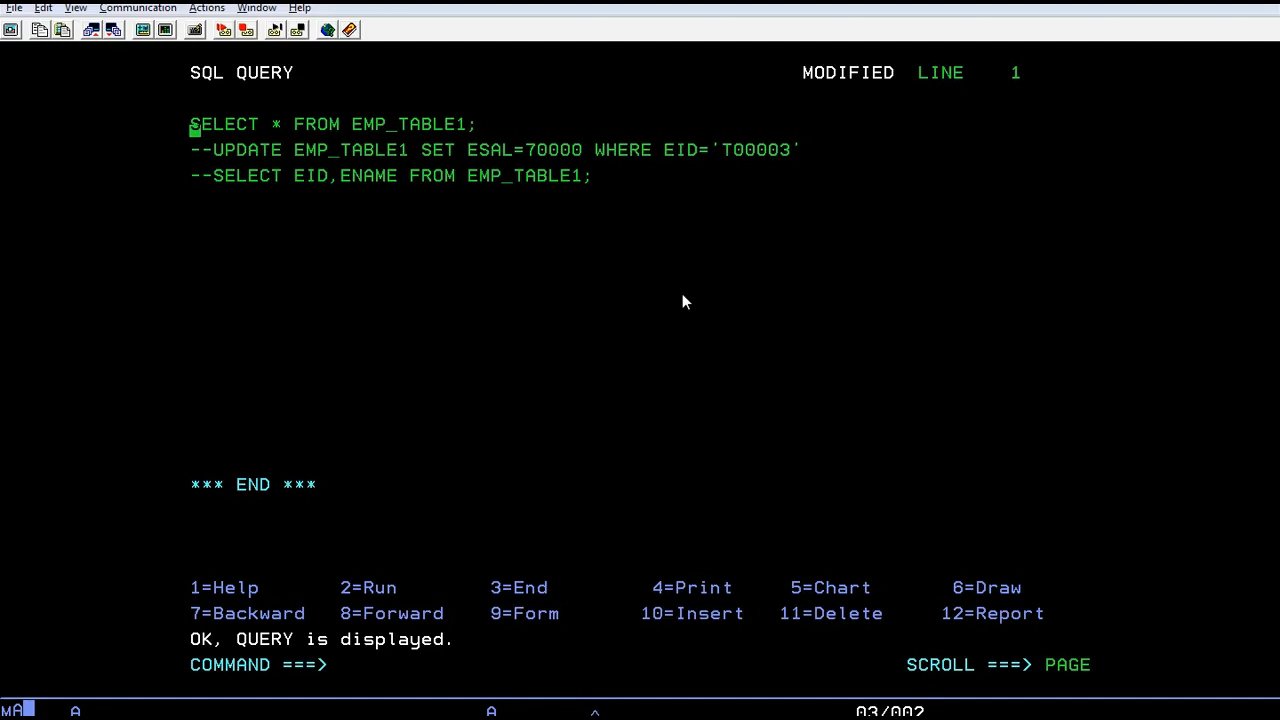 File Edit View Communication Actions Window Help
SQL QUERY MODIFIED LINE 1
SELECT * FROM EMP_TABLE1;
--UPDATE EMP_TABLE1 SET ESAL=70000 WHERE EID='T00003'
--SELECT EID,ENAME FROM EMP_TABLE1;
*** END ***
1=Help 2=Run 3=End 4=Print 5=Chart 6=Draw
7=Backward 8=Forward 9=Form 10=Insert 11=Delete 12=Report
OK, QUERY is displayed.
COMMAND ===> SCROLL ===> PAGE
MA A A ^ 03/002